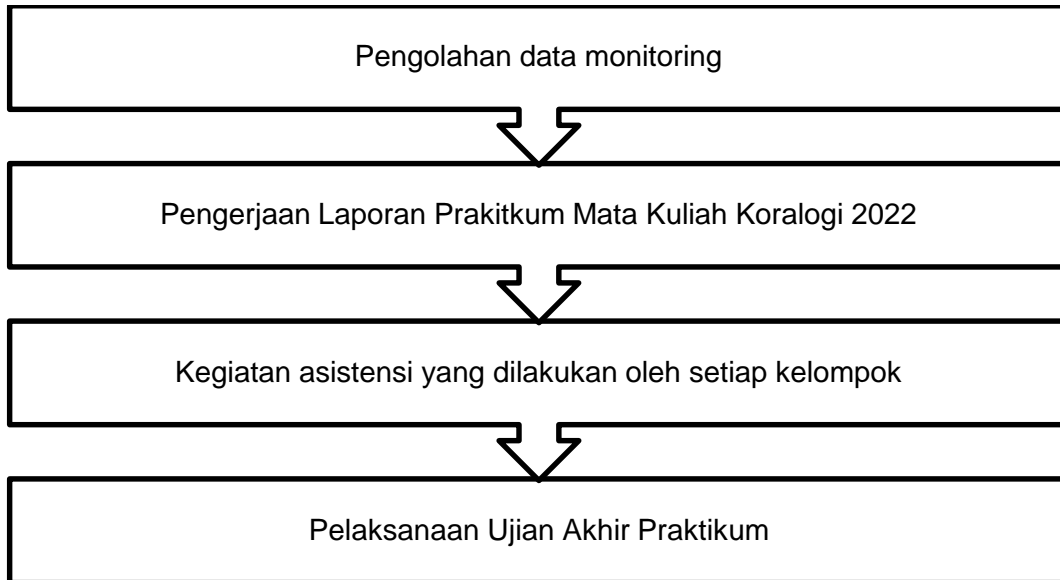 Pengolahan data monitoring
Pengerjaan Laporan Prakitkum Mata Kuliah Koralogi 2022
Kegiatan asistensi yang dilakukan oleh setiap kelompok
Pelaksanaan Ujian Akhir Praktikum